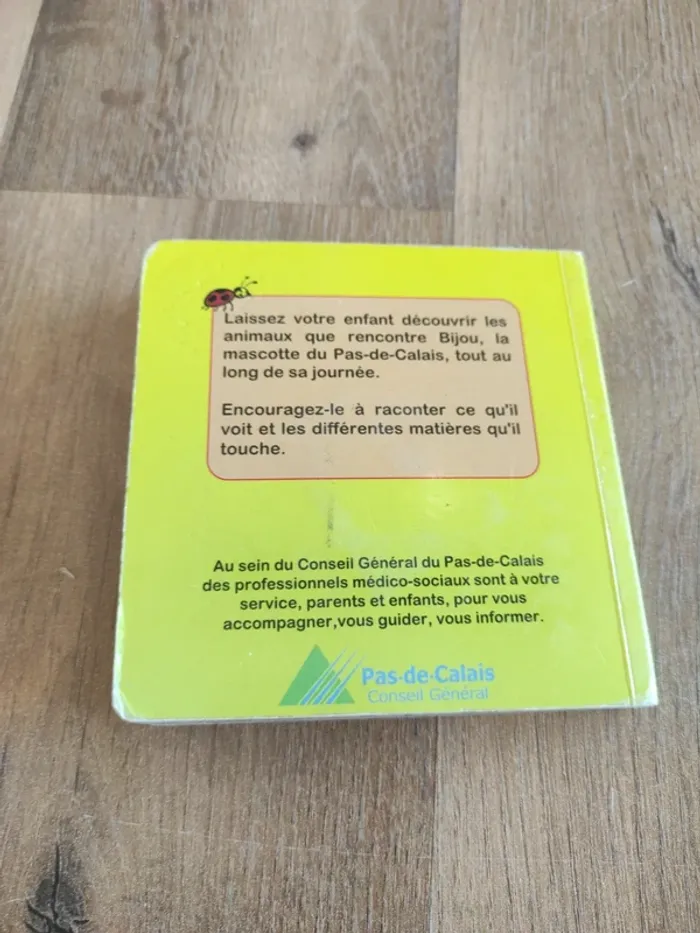 Laissez votre enfant découvrir les
animaux que rencontre Bijou, la
mascotte du Pas-de-Calais, tout au
long de sa journée.
Encouragez-le à raconter ce qu'il
voit et les différentes matières qu'il
touche.
Au sein du Conseil Général du Pas-de-Calais
des professionnels médico-sociaux sont à votre
service, parents et enfants, pour vous
accompagner,vous guider, vous informer.
Pas-de-Calais
Conseil Général